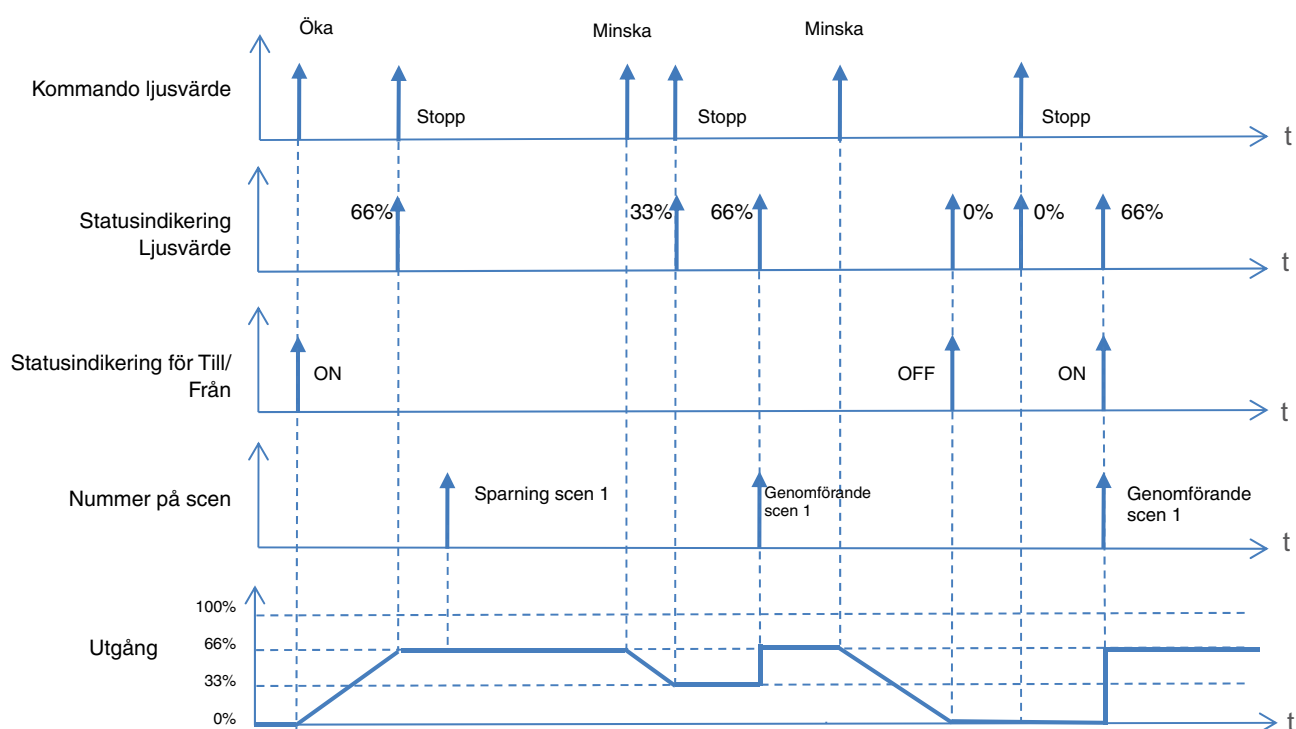 Öka
Minska
Minska
Kommando ljusvärde
Stopp
Stopp
Stopp
t
Statusindikering
Ljusvärde
66%
33%
66%
0%
0%
66%
t
Statusindikering för Till/
Från
ON
OFF
ON
t
Nummer på scen
Sparning scen 1
Genomförande
scen 1
Genomförande
scen 1
t
Utgång
100%
66%
33%
0%
t